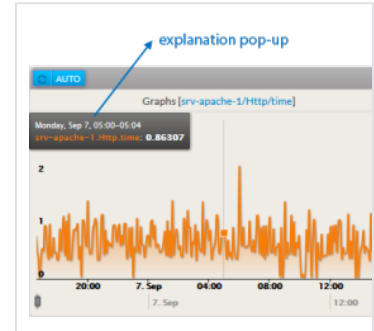 explanation pop-up
AUTO
Graphs [srv-apache-1/Http/time]
Monday, Sep 7, 05:00-05:04
srv-apache-1.Http.time: 0.86307
2
1
0
20:00 7. Sep 04:00 08:00 12:00
7. Sep 12:00